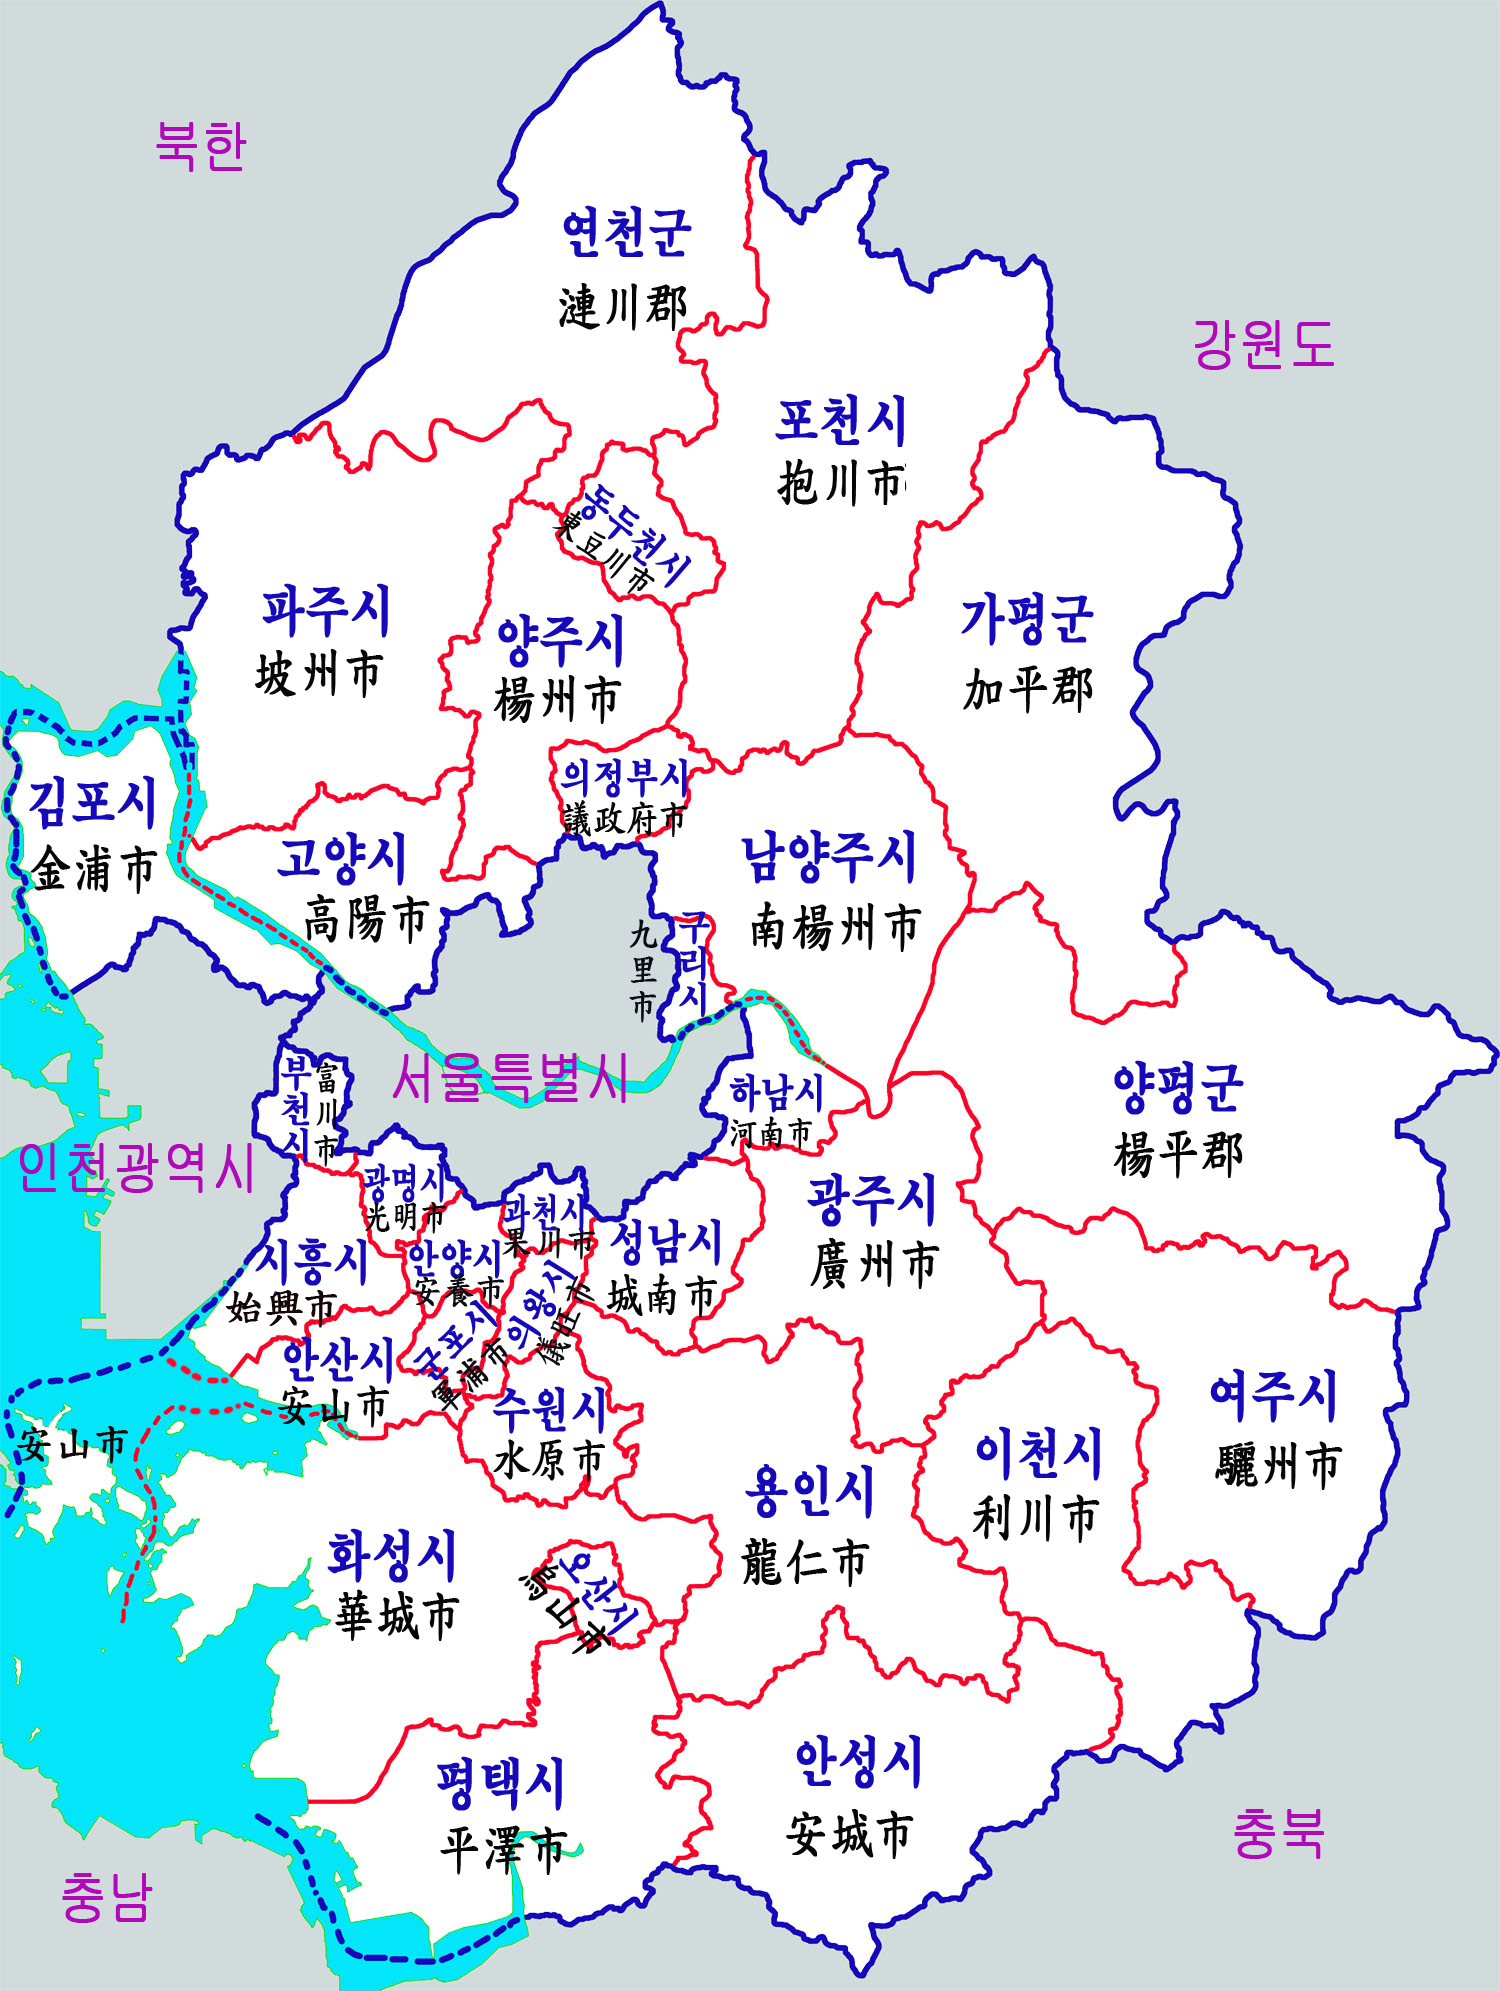 북한
연천군
漣川郡
강원도
포천시
抱川市
동두천시
東豆川市
파주시
坡州市
양주시
楊州市
가평군
加平郡
김포시
金浦市
의정부시
議政府市
고양시
高陽市
남양주시
南楊州市
구리시
九里市
서울특별시
부천시
富川市
하남시
河南市
양평군
楊平郡
인천광역시
광명시
光明市
과천시
果川市
성남시
城南市
광주시
廣州市
시흥시
始興市
안양시
安養市
의왕시
儀旺市
군포시
軍浦市
안산시
安山市
安山市
수원시
水原市
여주시
驪州市
이천시
利川市
용인시
龍仁市
화성시
華城市
오산시
烏山市
평택시
平澤市
안성시
安城市
충북
충남